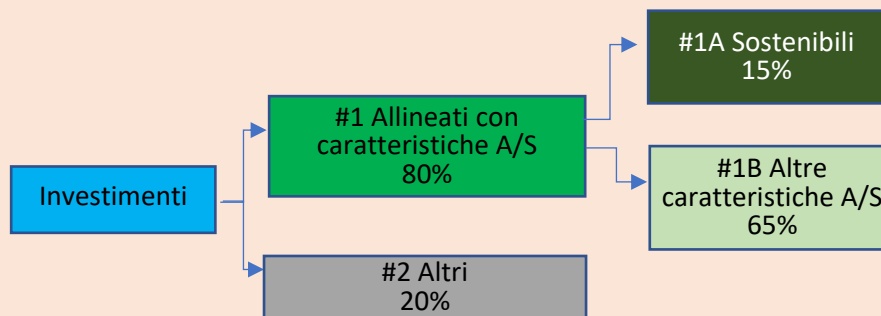 #1A Sostenibili
15%
#1 Allineati con
caratteristiche A/S
80%
#1B Altre
caratteristiche A/S
65%
Investimenti
#2 Altri
20%